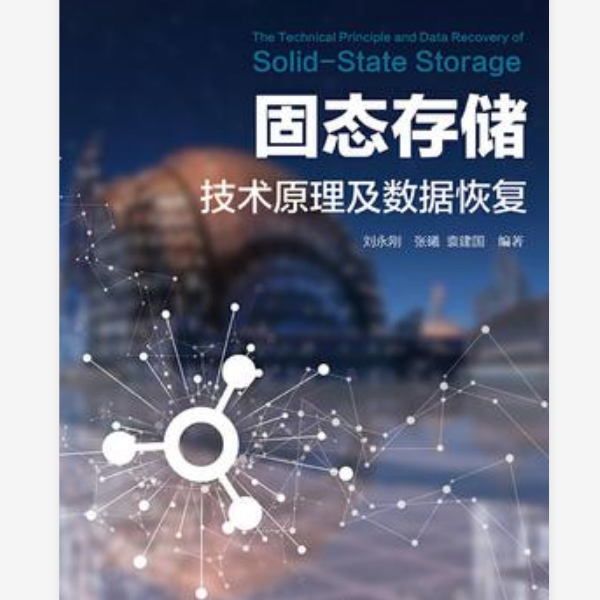 The Technical Principle and Data Recovery of
Solid-State Storage
固态存储
技术原理及数据恢复
刘永刚 张曦 袁建国 编著